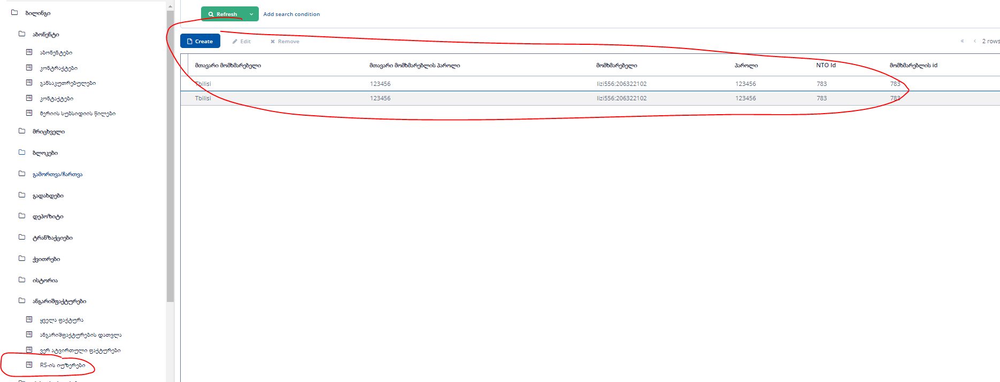 ბილინგი
აბონენტი
აბონენტები
კონტრაქტები
განსაკუთრებულები
კონტაქტები
მერიის სუბსიდიის წილები
მრიცხველი
ბლოკები
გამორთვა/ჩართვა
გადახდები
დეპოზიტი
ტრანზაქციები
ქვითრები
ისტორია
ანგარიშფაქტურები
ყველა ფაქტურა
ანგარიშფაქტურების დათვლა
ვერ ატვირთული ფაქტურები
RS-ის იუზერები
Refresh Add search condition
Create Edit Remove « ‹ 2 rows
მთავარი მომხმარებელი მთავარი მომხმარებლის პაროლი მომხმარებელი პაროლი NTO Id მომხმარებლის id
Tbilisi 123456 lizi556:206322102 123456 783 783
Tbilisi 123456 lizi556:206322102 123456 783 783